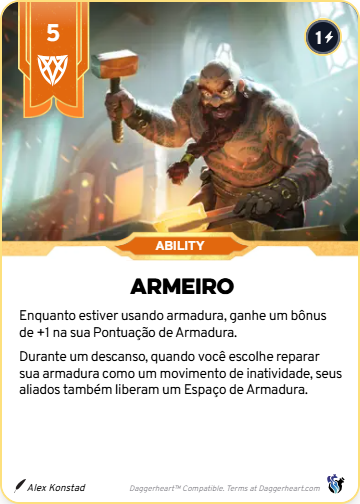 5
1
ABILITY
ARMEIRO
Enquanto estiver usando armadura, ganhe um bônus
de +1 na sua Pontuação de Armadura.
Durante um descanso, quando você escolhe reparar
sua armadura como um movimento de inatividade, seus
aliados também liberam um Espaço de Armadura.
Alex Konstad
Daggerheart™ Compatible. Terms at Daggerheart.com